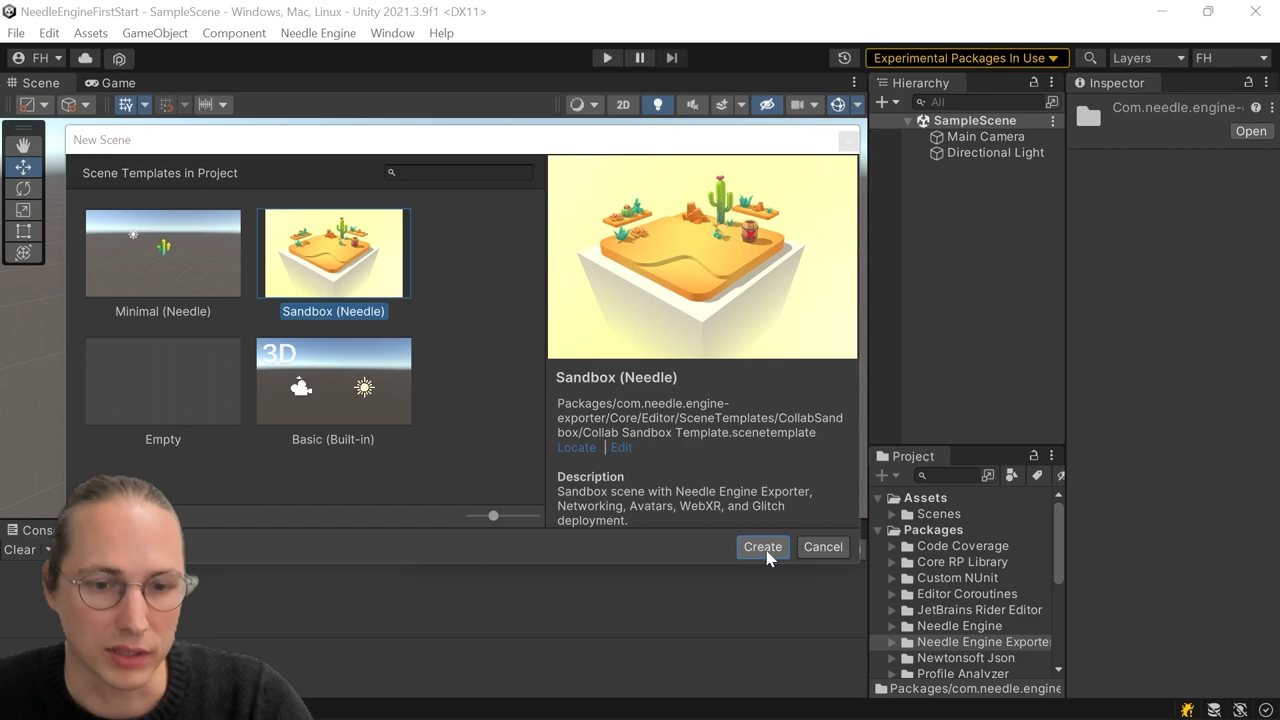 NeedleEngineFirstStart - SampleScene - Windows, Mac, Linux - Unity 2021.3.9f1 <DX11>
File Edit Assets GameObject Component Needle Engine Window Help
FH Experimental Packages In Use Layers FH
Scene Game Hierarchy Inspector
2D All
Com.needle.engine-
Open
SampleScene
Main Camera
Directional Light
New Scene
Scene Templates in Project
Minimal (Needle)
Sandbox (Needle)
Empty
3D
Basic (Built-in)
Sandbox (Needle)
Packages/com.needle.engine-
exporter/Core/Editor/SceneTemplates/CollabSand
box/Collab Sandbox Template.scenetemplate
Locate | Edit
Description
Sandbox scene with Needle Engine Exporter,
Networking, Avatars, WebXR, and Glitch
deployment.
Create Cancel
Cons
Clear
Project
Assets
Scenes
Packages
Code Coverage
Core RP Library
Custom NUnit
Editor Coroutines
JetBrains Rider Editor
Needle Engine
Needle Engine Exporte
Newtonsoft Json
Profile Analyzer
Packages/com.needle.engine